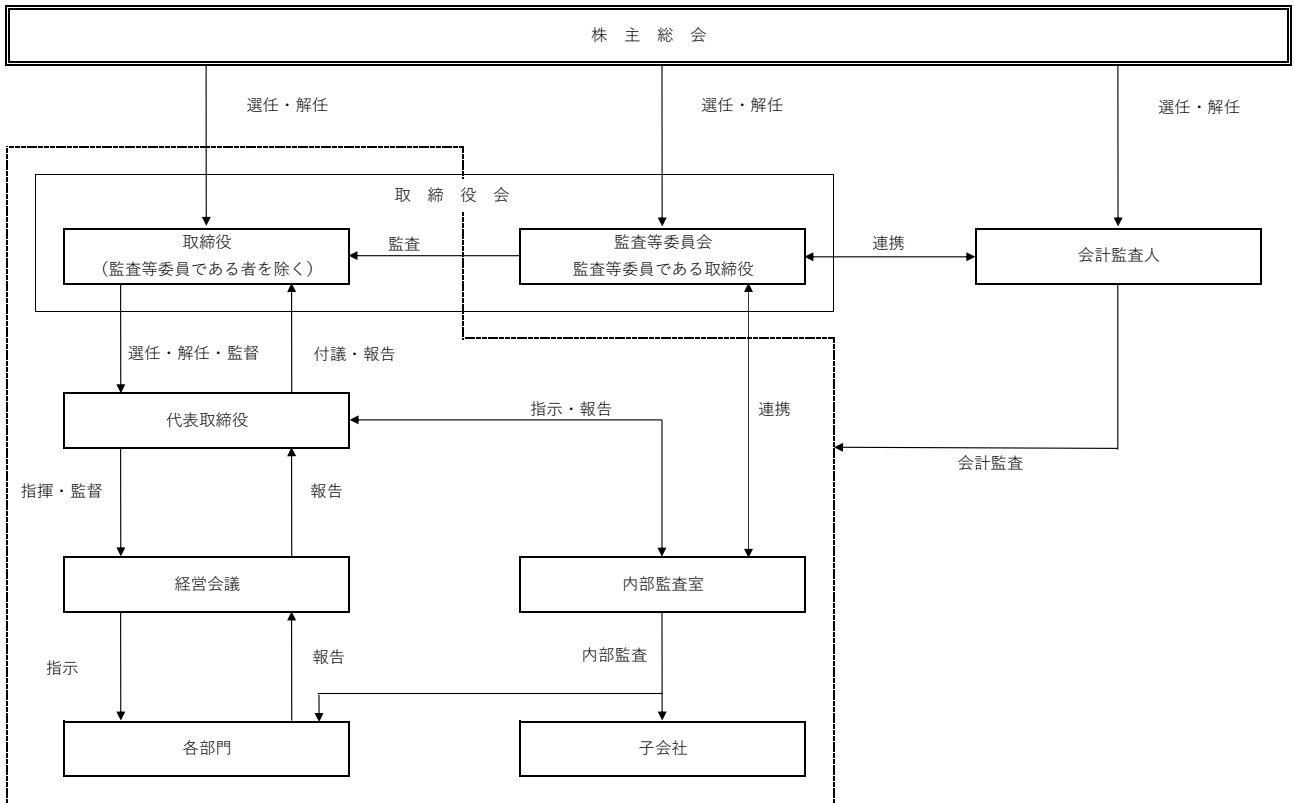 株 主 総 会
選任・解任
選任・解任
選任・解任
取 締 役 会
取締役
（監査等委員である者を除く）
監査
監査等委員会
監査等委員である取締役
連携
会計監査人
選任・解任・監督
付議・報告
代表取締役
指示・報告
連携
会計監査
指揮・監督
報告
経営会議
内部監査室
指示
報告
内部監査
各部門
子会社